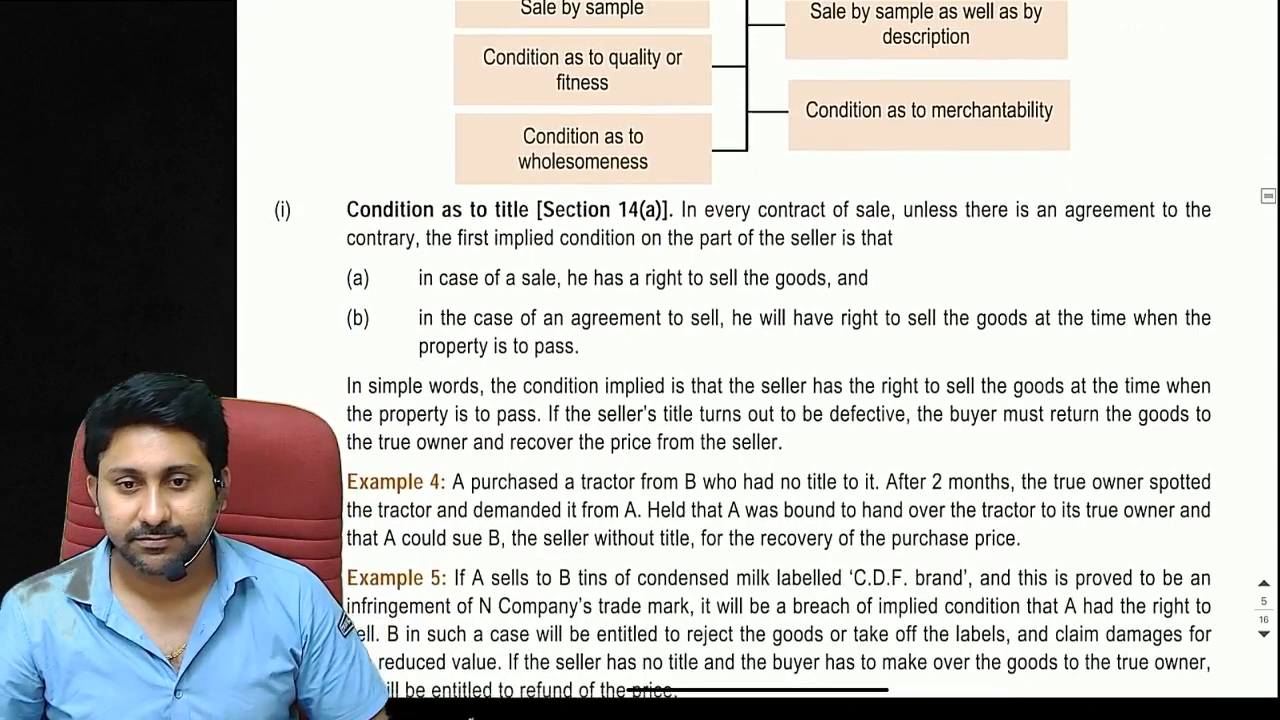 Sale by sample
Sale by sample as well as by
description
Condition as to quality or
fitness
Condition as to merchantability
Condition as to
wholesomeness
(i) Condition as to title [Section 14(a)]. In every contract of sale, unless there is an agreement to the
contrary, the first implied condition on the part of the seller is that
(a) in case of a sale, he has a right to sell the goods, and
(b) in the case of an agreement to sell, he will have right to sell the goods at the time when the
property is to pass.
In simple words, the condition implied is that the seller has the right to sell the goods at the time when
the property is to pass. If the seller's title turns out to be defective, the buyer must return the goods to
the true owner and recover the price from the seller.
Example 4: A purchased a tractor from B who had no title to it. After 2 months, the true owner spotted
the tractor and demanded it from A. Held that A was bound to hand over the tractor to its true owner and
that A could sue B, the seller without title, for the recovery of the purchase price.
Example 5: If A sells to B tins of condensed milk labelled ‘C.D.F. brand’, and this is proved to be an
infringement of N Company's trade mark, it will be a breach of implied condition that A had the right to
ell. B in such a case will be entitled to reject the goods or take off the labels, and claim damages for
reduced value. If the seller has no title and the buyer has to make over the goods to the true owner,
ill be entitled to refund of the price.
5
16